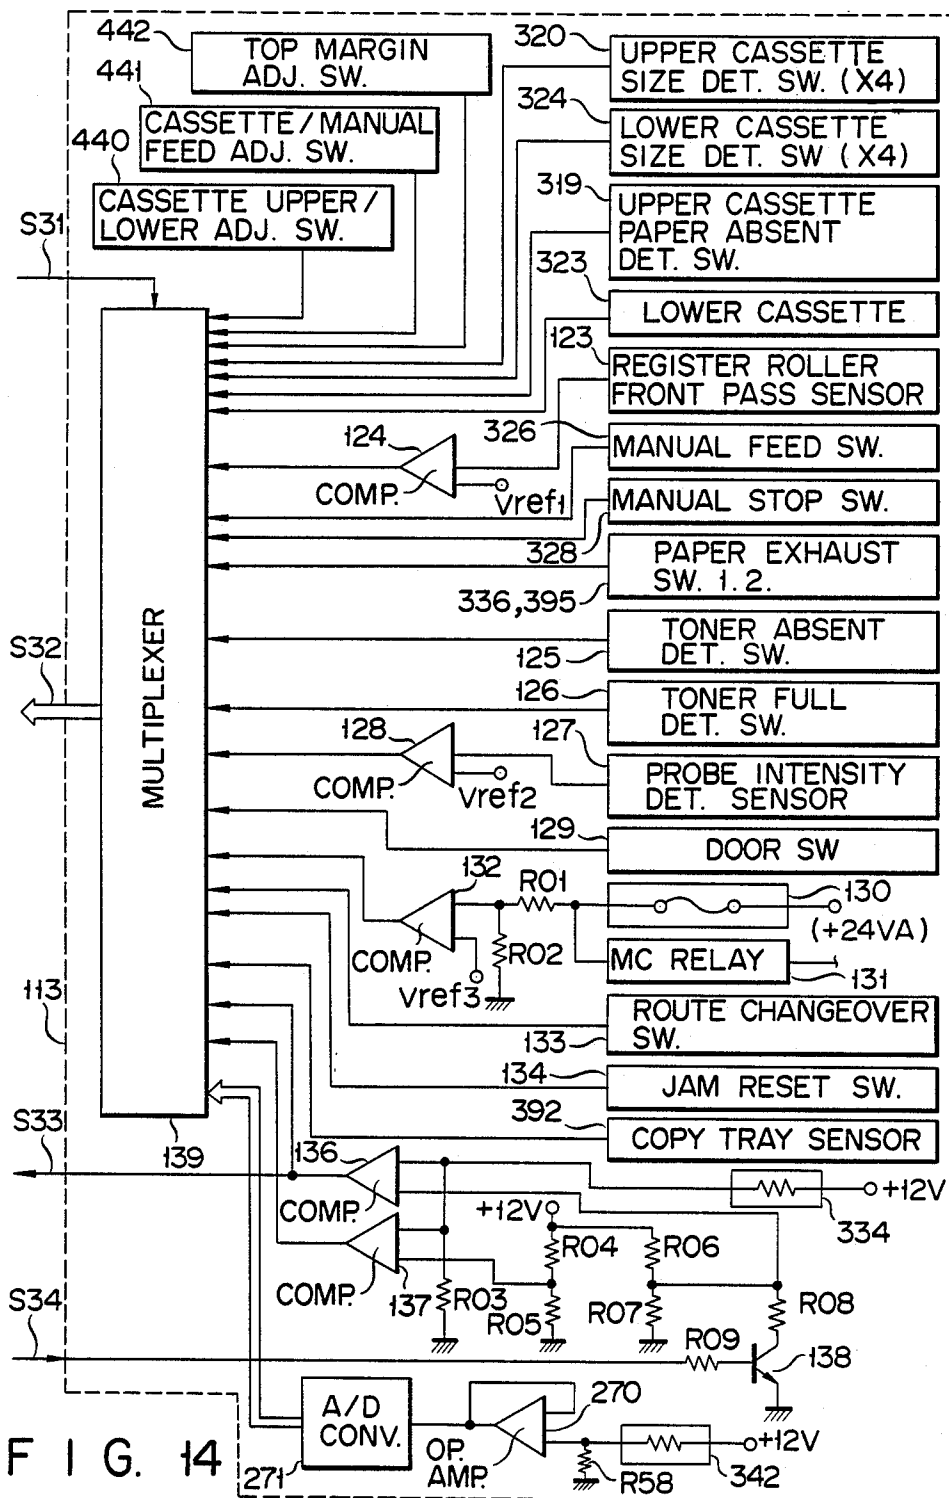 442
TOP MARGIN
ADJ. SW.
441
CASSETTE/MANUAL
FEED ADJ. SW.
440
CASSETTE UPPER/
LOWER ADJ. SW.
S31
320
UPPER CASSETTE
SIZE DET. SW. (X4)
324
LOWER CASSETTE
SIZE DET. SW (X4)
319
UPPER CASSETTE
PAPER ABSENT
DET. SW.
323
LOWER CASSETTE
123
REGISTER ROLLER
FRONT PASS SENSOR
124
COMP.
Vref1
326
MANUAL FEED SW.
MANUAL STOP SW.
328
PAPER EXHAUST
SW. 1. 2.
336,395
TONER ABSENT
DET. SW.
125
S32
MULTIPLEXER
126
TONER FULL
DET. SW.
128
COMP.
Vref2
127
PROBE INTENSITY
DET. SENSOR
129
DOOR SW
132
COMP.
Vref3
R01
R02
130
(+24VA)
MC RELAY
131
113
ROUTE CHANGEOVER
SW.
133
134
JAM RESET SW.
392
COPY TRAY SENSOR
S33
139
136
COMP.
+12V
334
+12V
COMP.
137
R03
R04
R05
R06
R07
R08
S34
R09
138
A/D
CONV.
271
OP.
AMP.
270
R58
342
+12V
FIG. 14